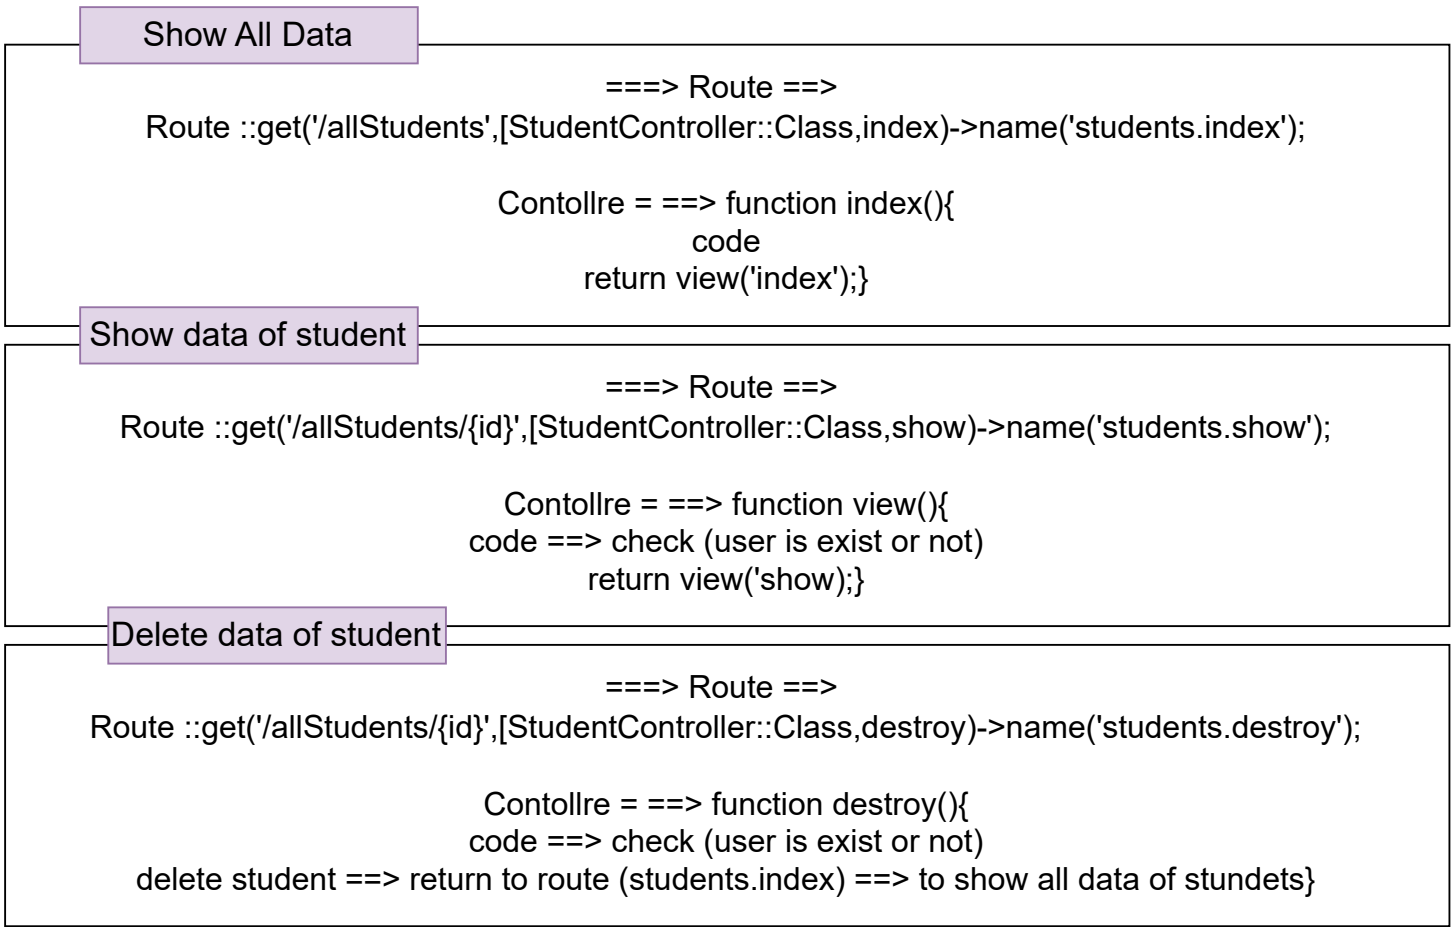 Show All Data
===> Route ==>
Route ::get('/allStudents',[StudentController::Class,index)->name('students.index');
Contollre = ==> function index(){
code
return view('index');}
Show data of student
===> Route ==>
Route ::get('/allStudents/{id}',[StudentController::Class,show)->name('students.show');
Contollre = ==> function view(){
code ==> check (user is exist or not)
return view('show);}
Delete data of student
===> Route ==>
Route ::get('/allStudents/{id}',[StudentController::Class,destroy)->name('students.destroy');
Contollre = ==> function destroy(){
code ==> check (user is exist or not)
delete student ==> return to route (students.index) ==> to show all data of stundets}